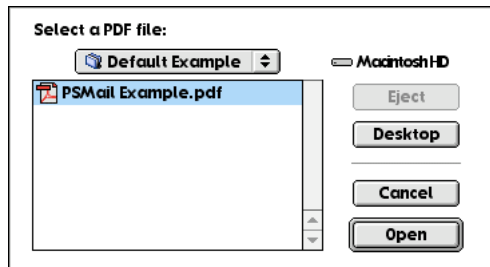 Select a PDF file:
Default Example
Macintosh HD
PSMail Example.pdf
Eject
Desktop
Cancel
Open